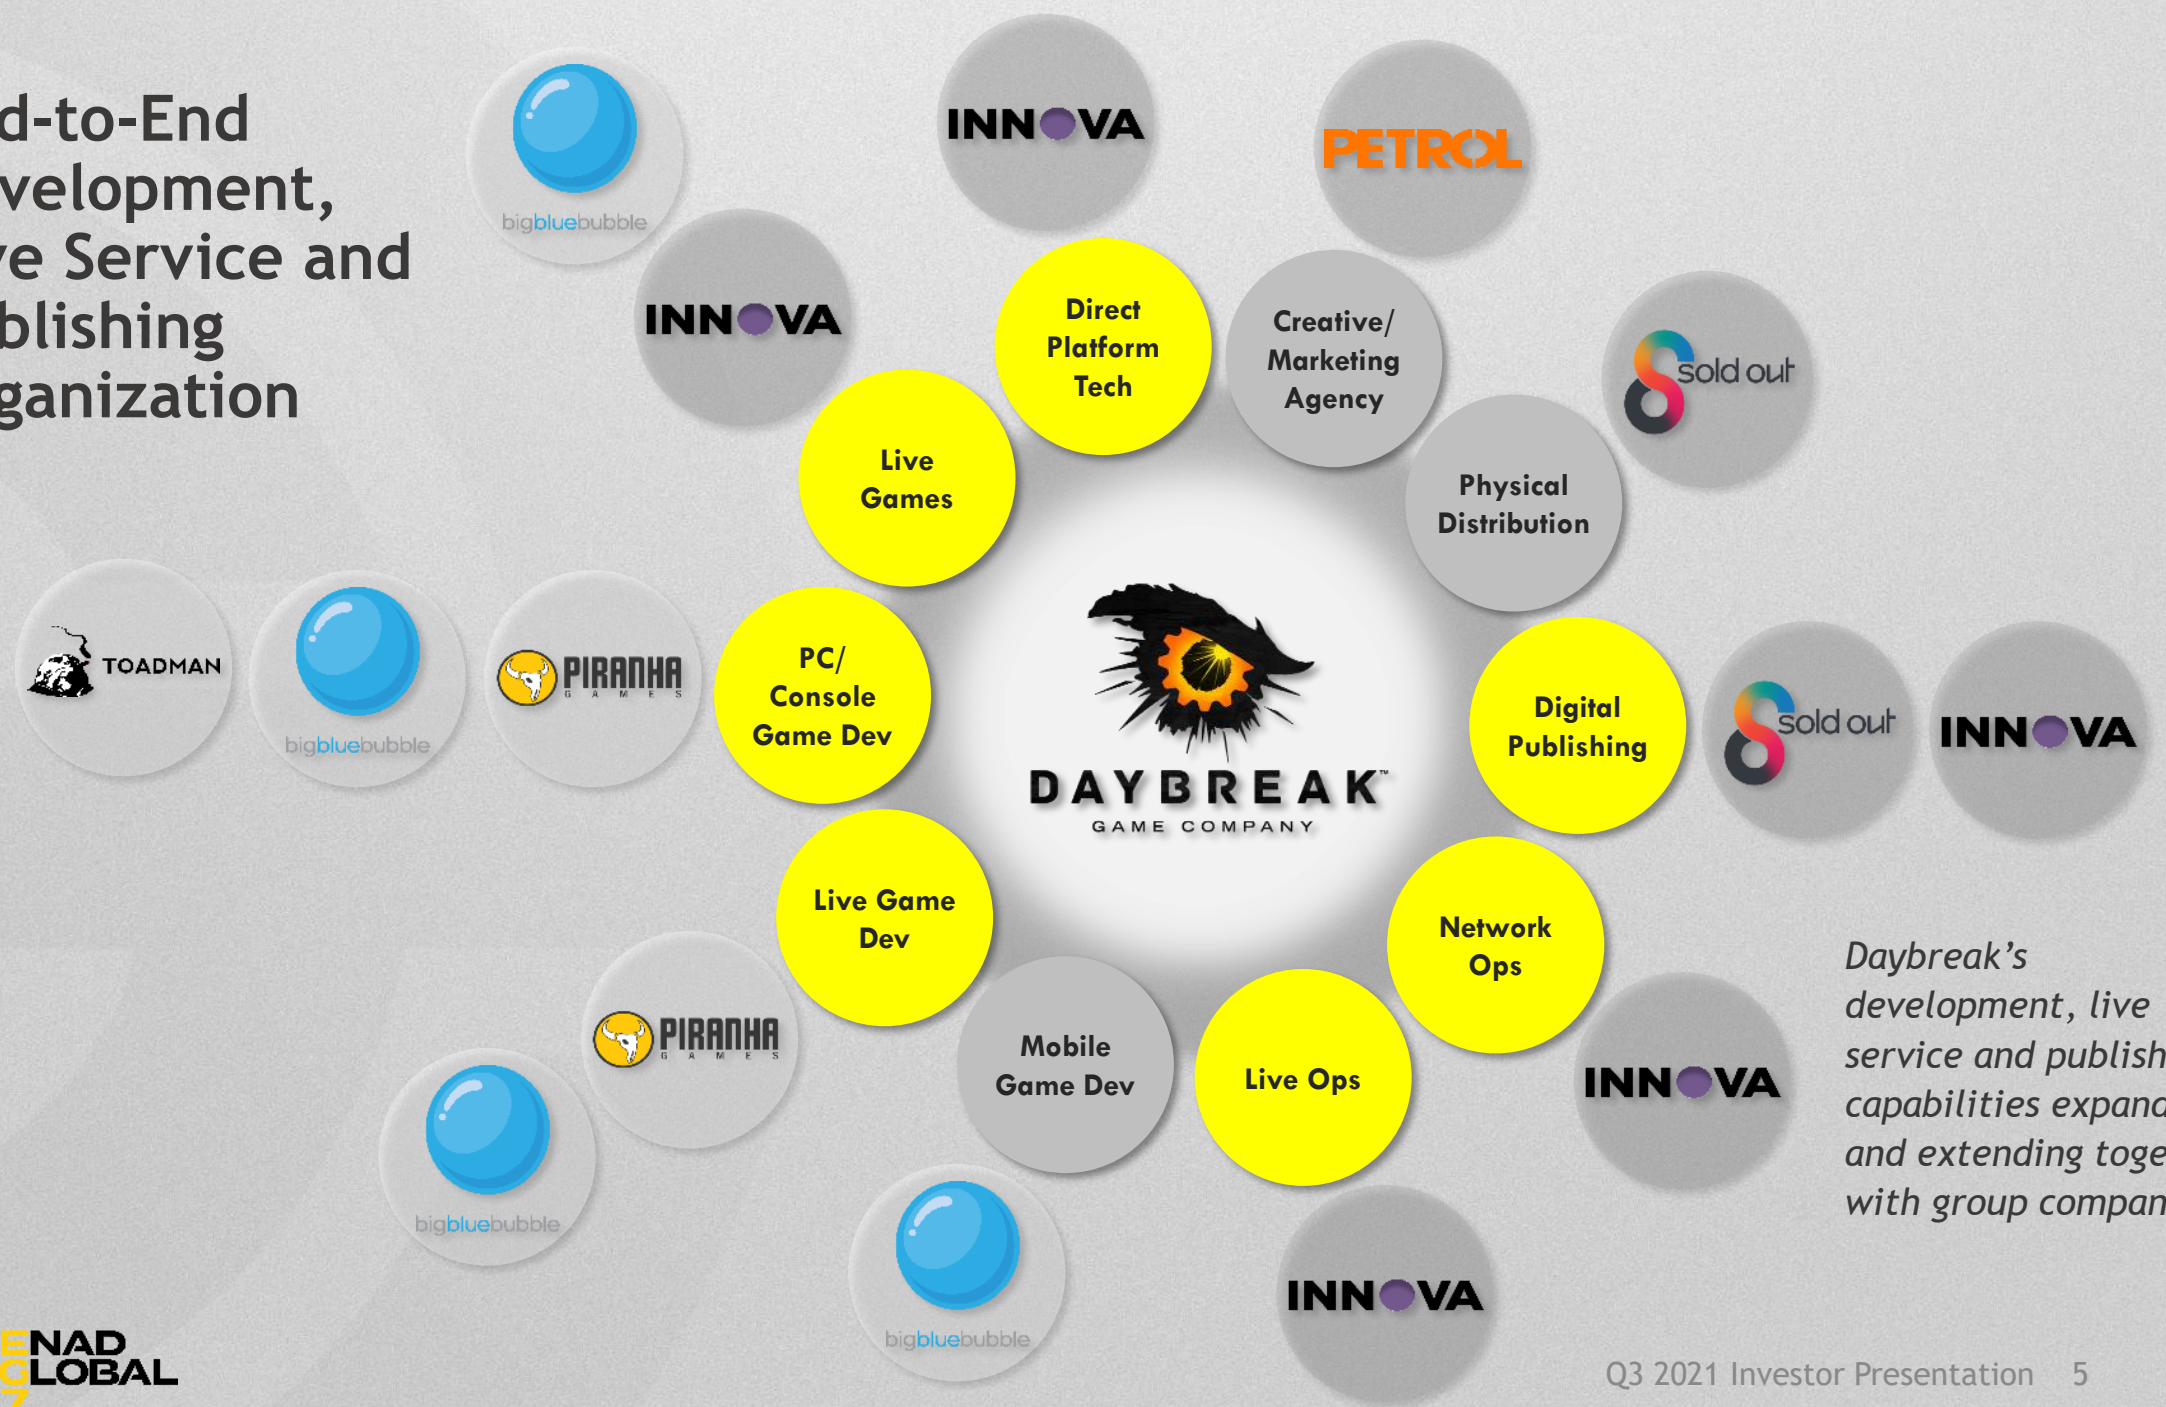 d-to-End
velopment,
ve Service and
blishing
ganization
bigbluebubble
INNOVA
INNOVA
PETROL
Direct
Platform
Tech
Creative/
Marketing
Agency
sold out
Live
Games
Physical
Distribution
TOADMAN
bigbluebubble
PIRANHA
GAMES
PC/
Console
Game Dev
DAYBREAK™
GAME COMPANY
Digital
Publishing
sold out
INNOVA
Live Game
Dev
Network
Ops
PIRANHA
GAMES
bigbluebubble
Mobile
Game Dev
Live Ops
INNOVA
bigbluebubble
INNOVA
Daybreak’s
development, live
service and publish
capabilities expand
and extending toge
with group compan
ENAD
GLOBAL
7
Q3 2021 Investor Presentation 5